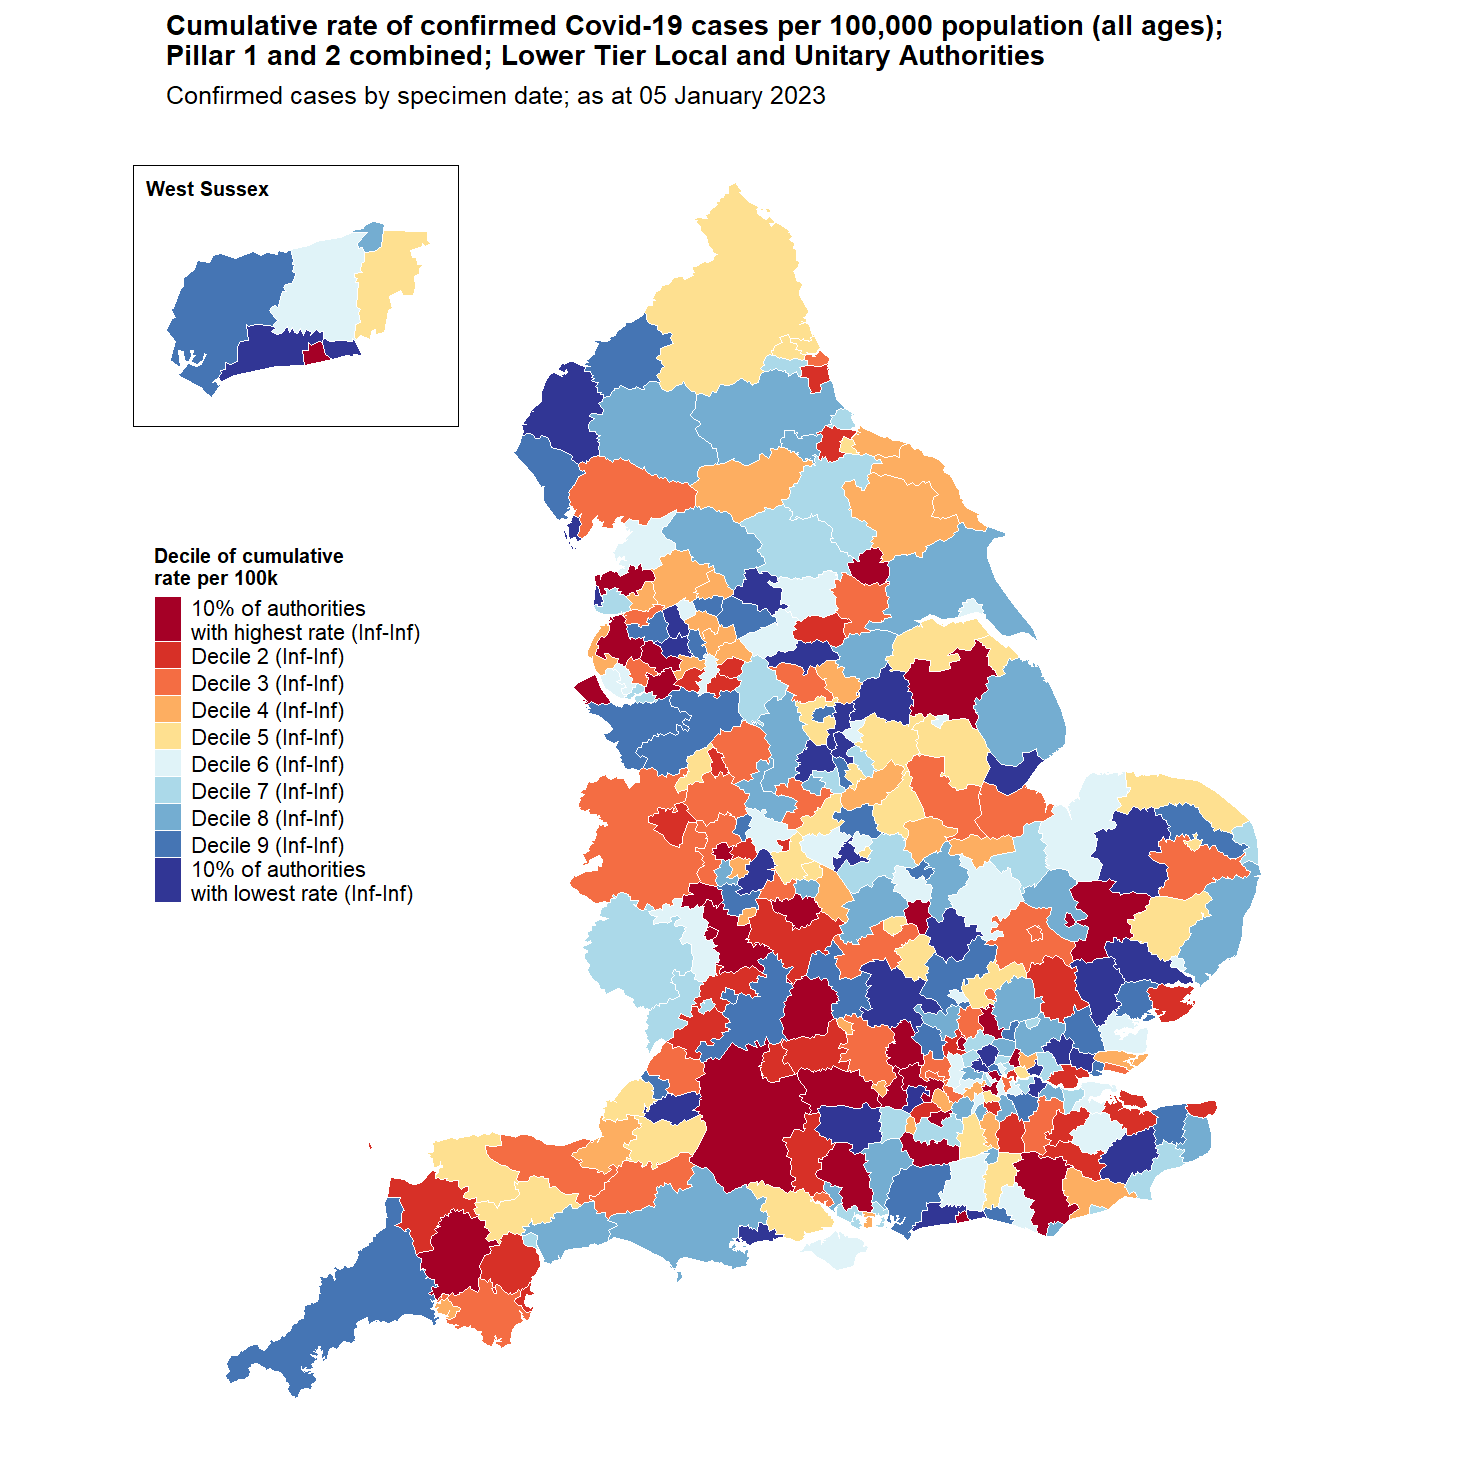 Cumulative rate of confirmed Covid-19 cases per 100,000 population (all ages);
Pillar 1 and 2 combined; Lower Tier Local and Unitary Authorities
Confirmed cases by specimen date; as at 05 January 2023
West Sussex
Decile of cumulative
rate per 100k
10% of authorities
with highest rate (Inf-Inf)
Decile 2 (Inf-Inf)
Decile 3 (Inf-Inf)
Decile 4 (Inf-Inf)
Decile 5 (Inf-Inf)
Decile 6 (Inf-Inf)
Decile 7 (Inf-Inf)
Decile 8 (Inf-Inf)
Decile 9 (Inf-Inf)
10% of authorities
with lowest rate (Inf-Inf)